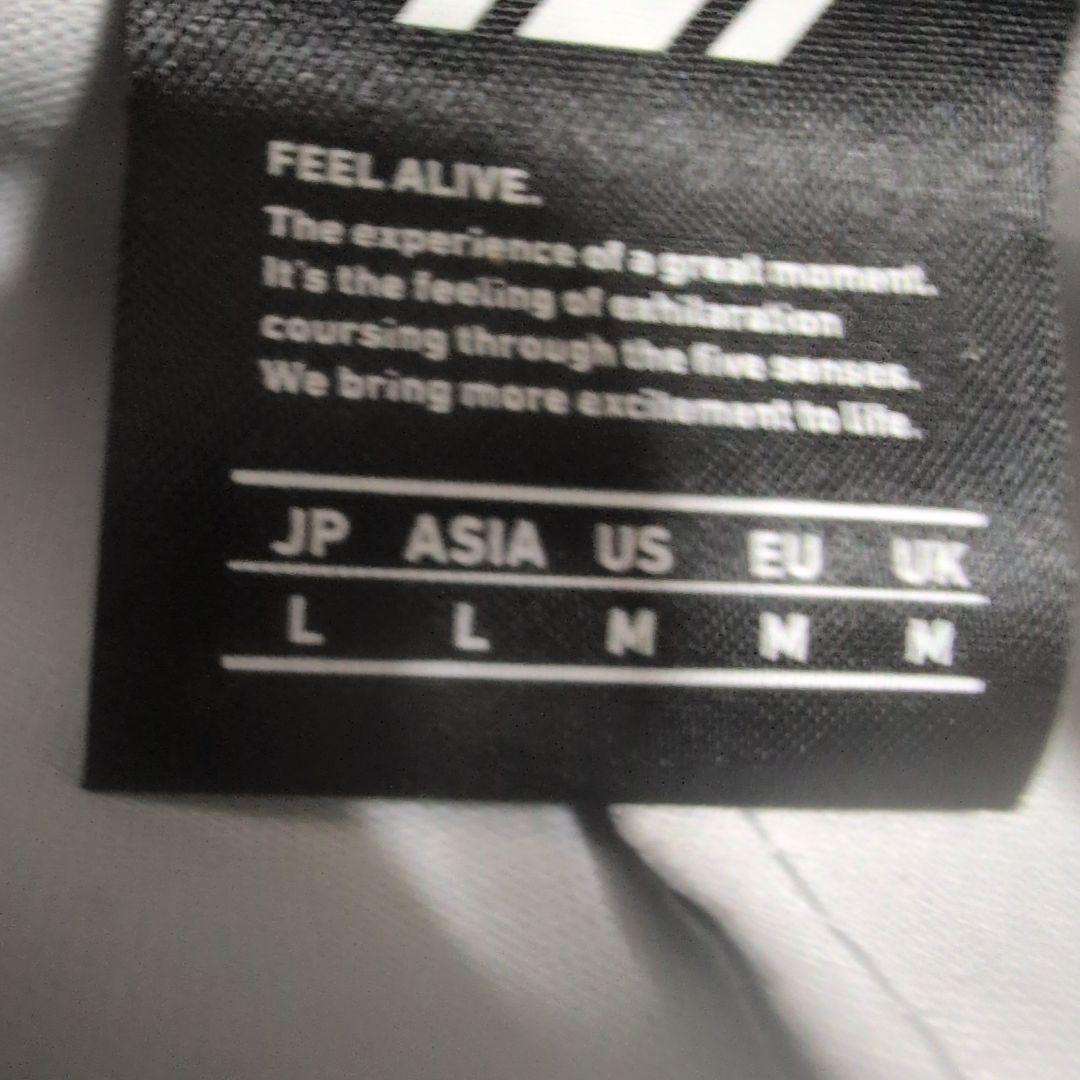 FEEL ALIVE.
The experience of a great moment.
It's the feeling of exhilaration
coursing through the five senses.
We bring more excitement to life.
JP ASIA US EU UK
L L M M M